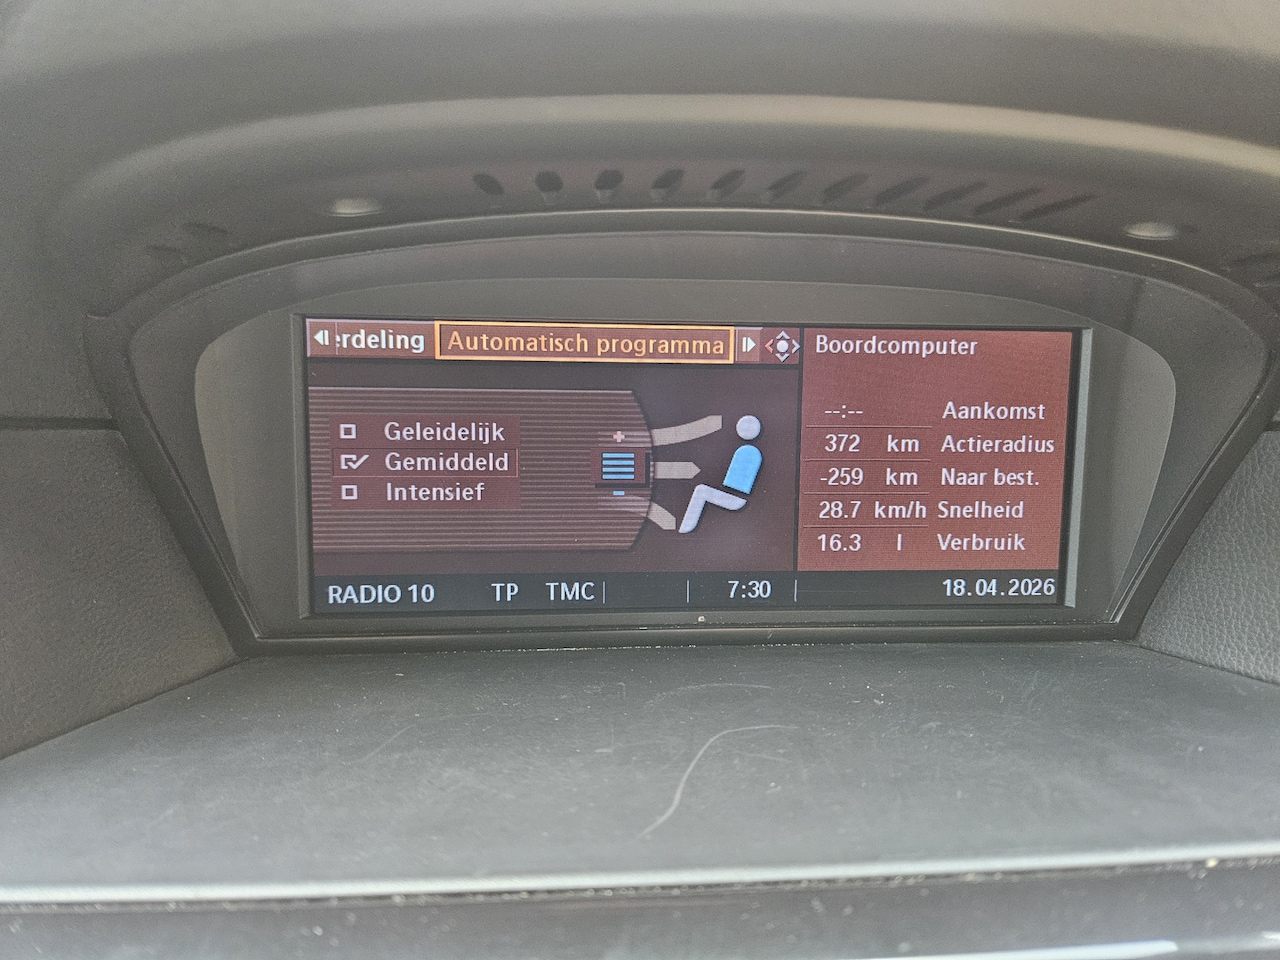 erdeling Automatisch programma
Geleidelijk
Gemiddeld
Intensief
Boordcomputer
--:-- Aankomst
372 km Actieradius
-259 km Naar best.
28.7 km/h Snelheid
16.3 l Verbruik
RADIO 10 TP TMC 7:30 18.04.2026